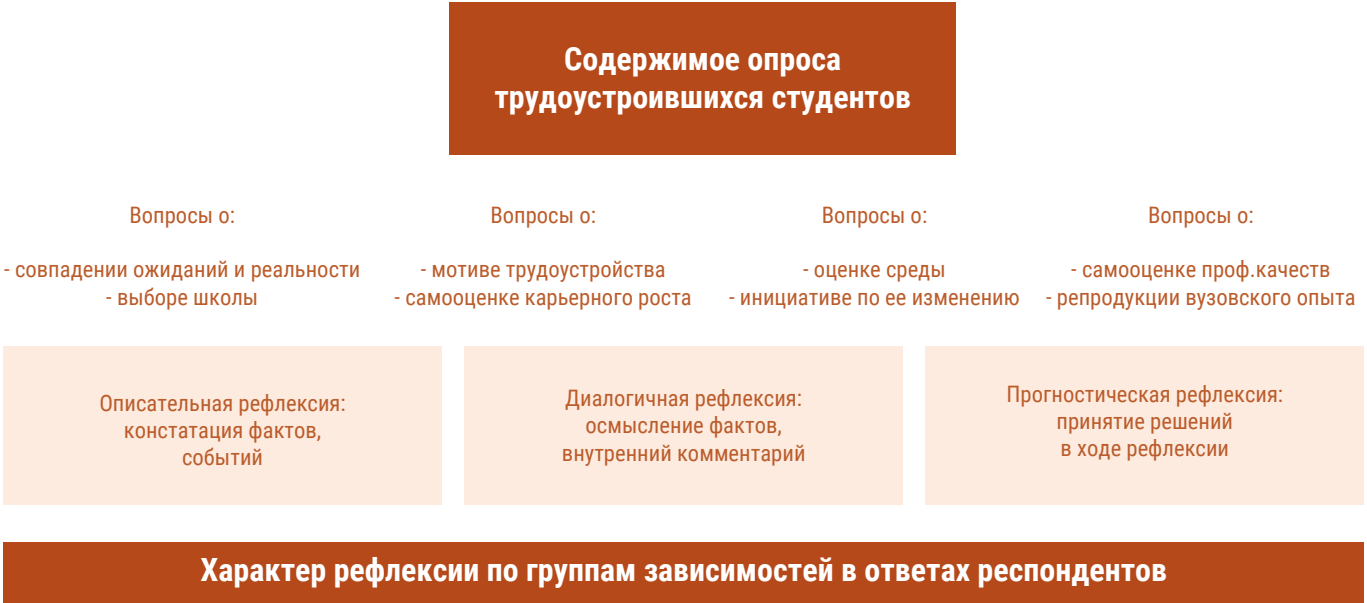 Содержимое опроса
трудоустроившихся студентов
Вопросы о:
- совпадении ожиданий и реальности
- выборе школы
Вопросы о:
- мотиве трудоустройства
- самооценке карьерного роста
Вопросы о:
- оценке среды
- инициативе по ее изменению
Вопросы о:
- самооценке проф.качеств
- репродукции вузовского опыта
Описательная рефлексия:
констатация фактов,
событий
Диалогичная рефлексия:
осмысление фактов,
внутренний комментарий
Прогностическая рефлексия:
принятие решений
в ходе рефлексии
Характер рефлексии по группам зависимостей в ответах респондентов